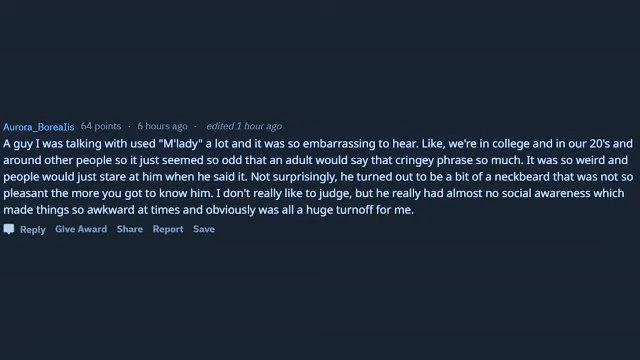 Aurora_Borealis 64 points · 6 hours ago · edited 1 hour ago
A guy I was talking with used "M'lady" a lot and it was so embarrassing to hear. Like, we're in college and in our 20's and
around other people so it just seemed so odd that an adult would say that cringey phrase so much. It was so weird and
people would just stare at him when he said it. Not surprisingly, he turned out to be a bit of a neckbeard that was not so
pleasant the more you got to know him. I don't really like to judge, but he really had almost no social awareness which
made things so awkward at times and obviously was all a huge turnoff for me.
Reply Give Award Share Report Save